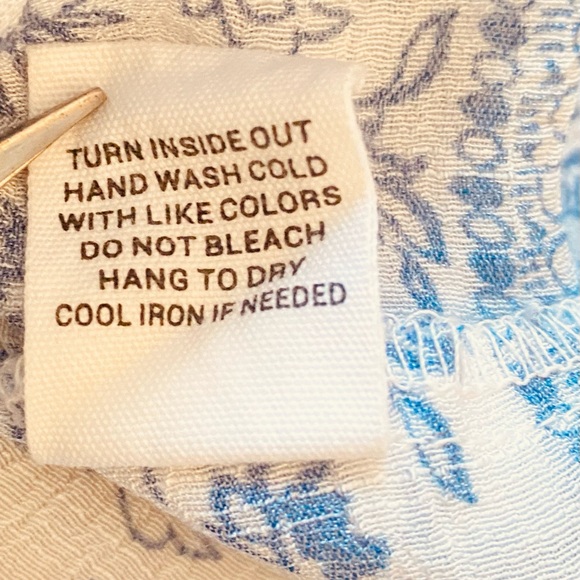 TURN INSIDE OUT
HAND WASH COLD
WITH LIKE COLORS
DO NOT BLEACH
HANG TO DRY
COOL IRON IF NEEDED